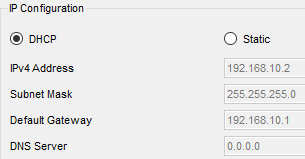 IP Configuration
DHCP Static
IPv4 Address 192.168.10.2
Subnet Mask 255.255.255.0
Default Gateway 192.168.10.1
DNS Server 0.0.0.0